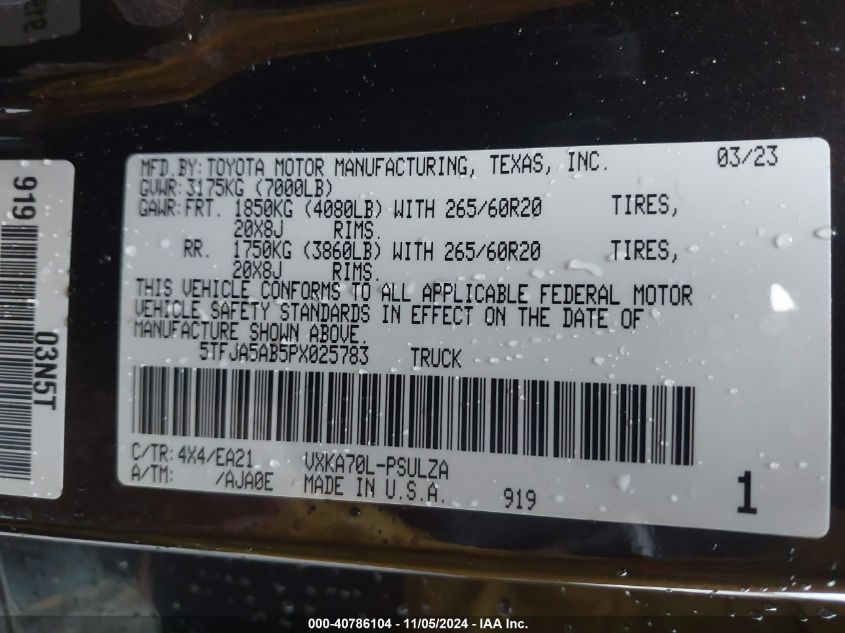 MFD.BY:TOYOTA MOTOR MANUFACTURING, TEXAS, INC. 03/23
GVWR:3175KG (7000LB)
GAWR:FRT. 1850KG (4080LB) WITH 265/60R20 TIRES,
20X8J RIMS.
RR. 1750KG (3860LB) WITH 265/60R20 TIRES,
20X8J RIMS.
THIS VEHICLE CONFORMS TO ALL APPLICABLE FEDERAL MOTOR
VEHICLE SAFETY STANDARDS IN EFFECT ON THE DATE OF
MANUFACTURE SHOWN ABOVE.
5TFJA5AB5PX025783 TRUCK
C/TR:4X4/EA21 VXKA70L-PSULZA
A/TM: /AJA0E MADE IN U.S.A. 919 1
919
03N5T
000-40786104 - 11/05/2024 - IAA Inc.